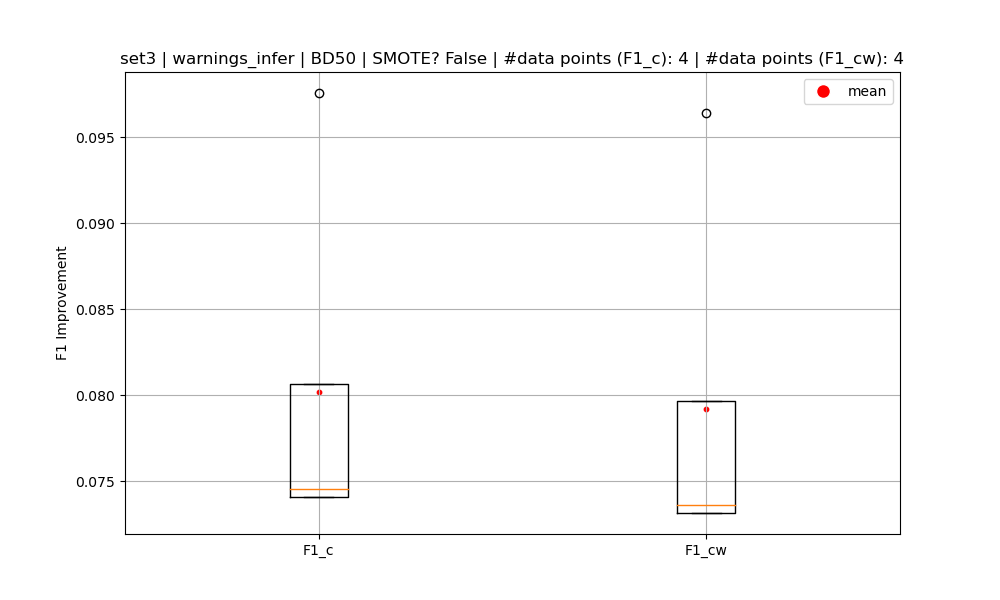 set3 | warnings_infer | BD50 | SMOTE? False | #data points (F1_c): 4 | #data points (F1_cw): 4
mean
0.095
0.090
0.085
0.080
0.075
F1 Improvement
F1_c
F1_cw